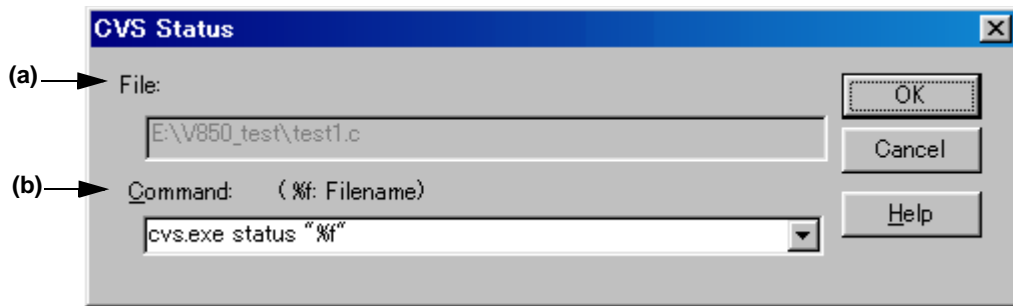 CVS Status
(a) File:
OK
E:\V850_test\test1.c
Cancel
(b) Command: ( %f: Filename)
Help
cvs.exe status "%f"